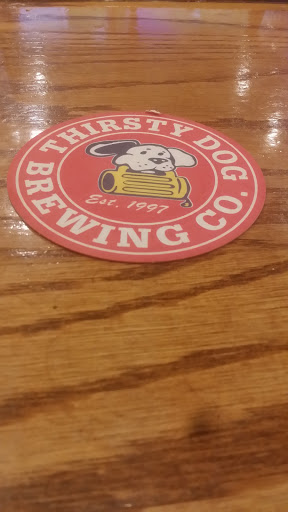 THIRSTY DOG
BREWING CO.
Est. 1997